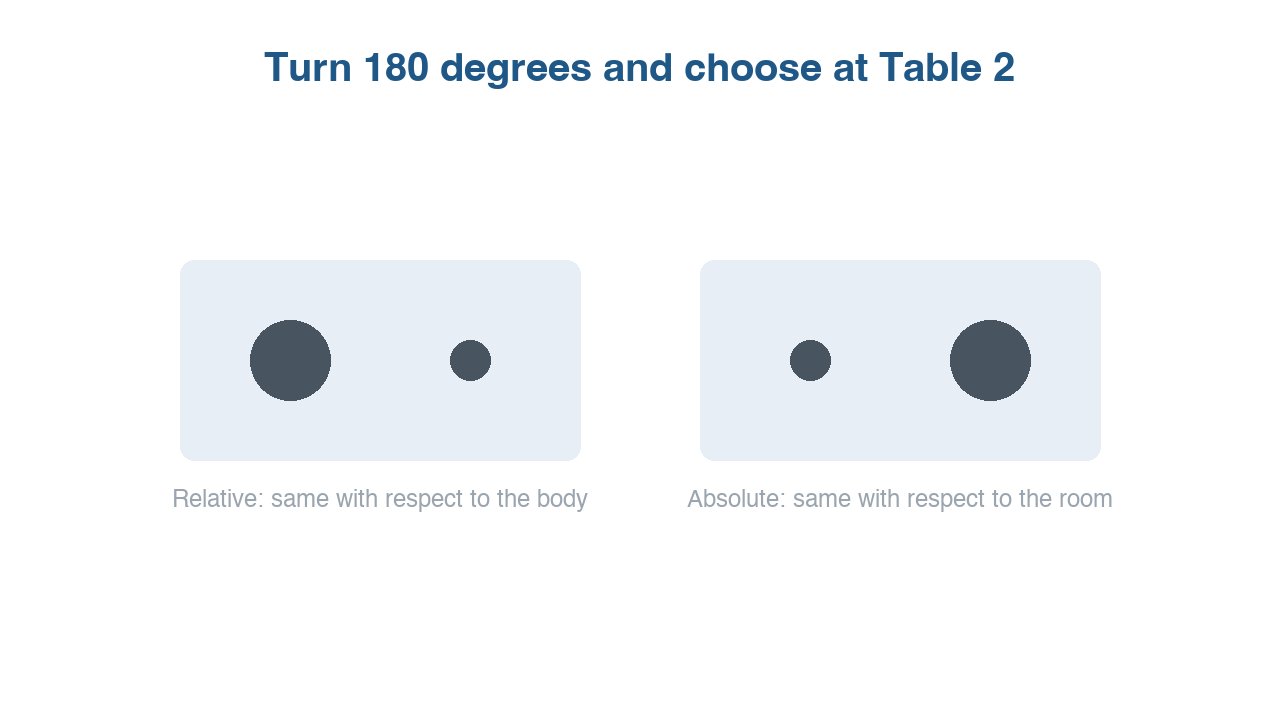 Turn 180 degrees and choose at Table 2
Relative: same with respect to the body
Absolute: same with respect to the room